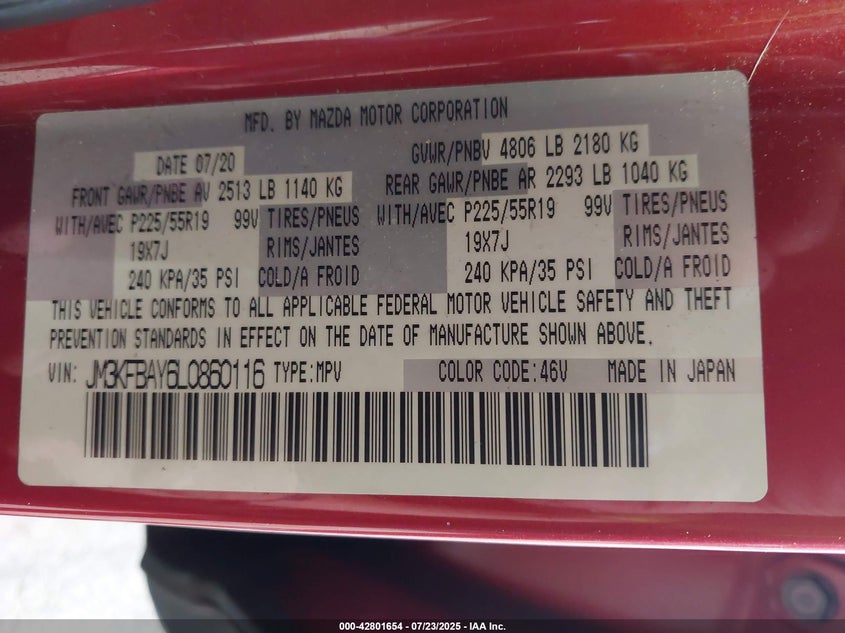 MFD. BY MAZDA MOTOR CORPORATION
DATE 07/20 GVWR/PNBV 4806 LB 2180 KG
FRONT GAWR/PNBE AV 2513 LB 1140 KG REAR GAWR/PNBE AR 2293 LB 1040 KG
WITH/AVEC P225/55R19 99V TIRES/PNEUS WITH/AVEC P225/55R19 99V TIRES/PNEUS
19X7J RIMS/JANTES 19X7J RIMS/JANTES
240 KPA/35 PSI COLD/A FROID 240 KPA/35 PSI COLD/A FROID
THIS VEHICLE CONFORMS TO ALL APPLICABLE FEDERAL MOTOR VEHICLE SAFETY AND THEFT
PREVENTION STANDARDS IN EFFECT ON THE DATE OF MANUFACTURE SHOWN ABOVE.
VIN: JM3KFBAY6L0860116 TYPE:MPV COLOR CODE:46V MADE IN JAPAN
000-42801654 - 07/23/2025 - IAA Inc.